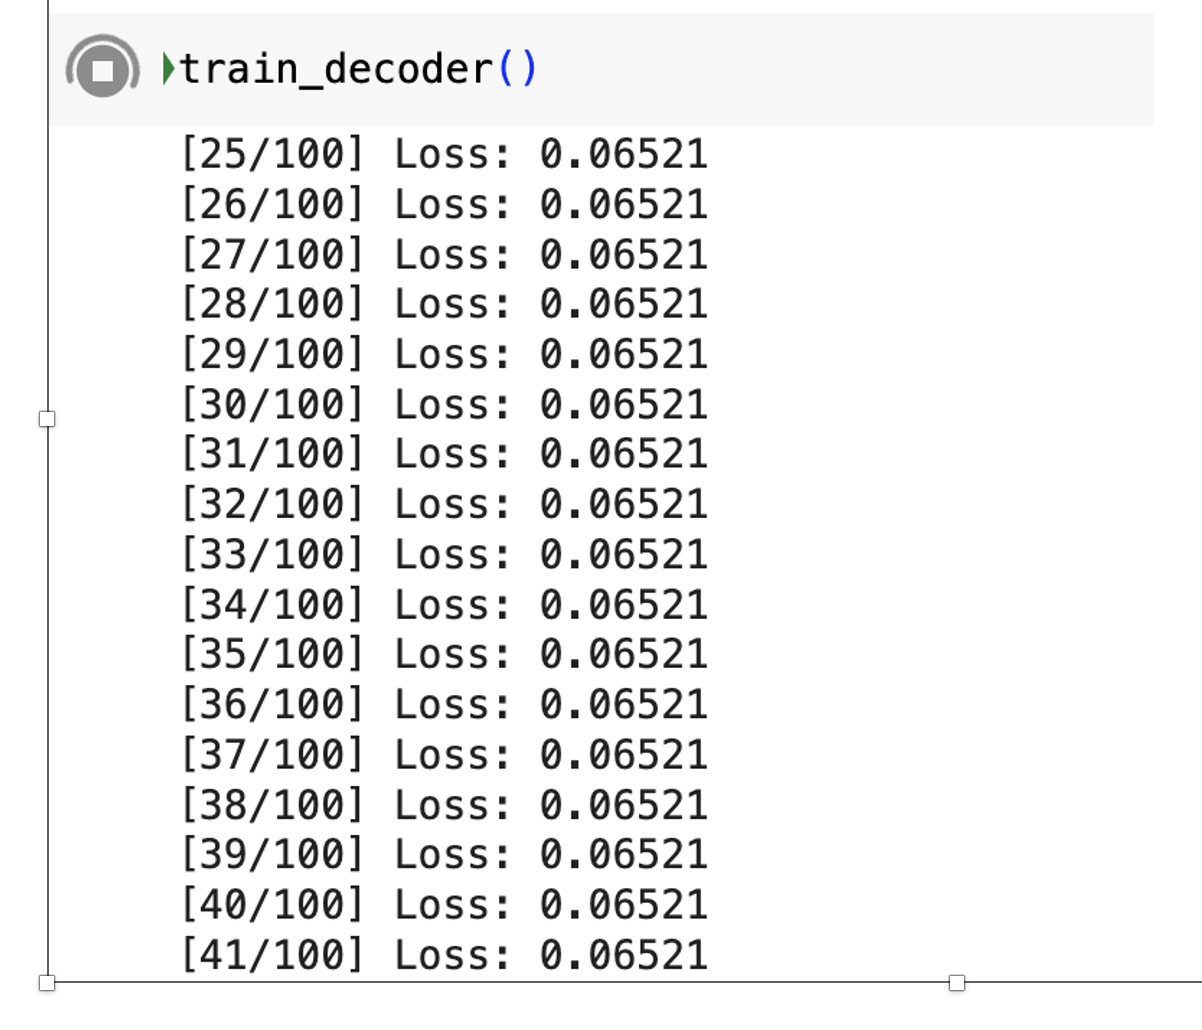 train_decoder()
[25/100] Loss: 0.06521
[26/100] Loss: 0.06521
[27/100] Loss: 0.06521
[28/100] Loss: 0.06521
[29/100] Loss: 0.06521
[30/100] Loss: 0.06521
[31/100] Loss: 0.06521
[32/100] Loss: 0.06521
[33/100] Loss: 0.06521
[34/100] Loss: 0.06521
[35/100] Loss: 0.06521
[36/100] Loss: 0.06521
[37/100] Loss: 0.06521
[38/100] Loss: 0.06521
[39/100] Loss: 0.06521
[40/100] Loss: 0.06521
[41/100] Loss: 0.06521